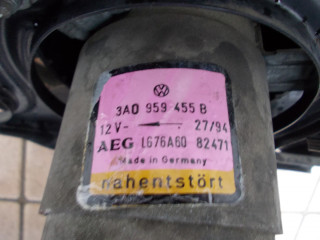 3A0 959 455 B
12V- 27/94
AEG LG76A60 82471
Made in Germany
nahentstört